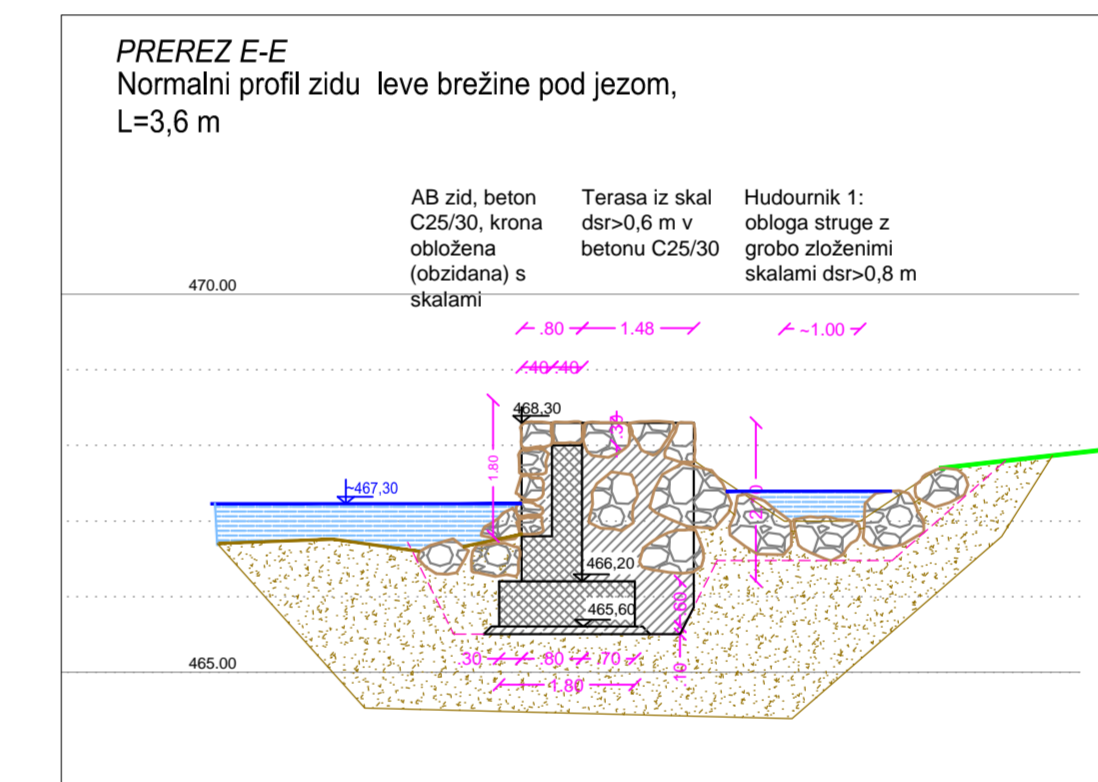 PREREZ E-E
Normalni profil zidu leve brežine pod jezom,
L=3,6 m
AB zid, beton
C25/30, krona
obložena
(obzidana) s
skalami
Terasa iz skal
dsr>0,6 m v
betonu C25/30
Hudournik 1:
obloga struge z
grobo zloženimi
skalami dsr>0,8 m
470.00
.80
1.48
~1.00
.40
.40
468,30
1.80
~467,30
466,20
465,60
.60
465.00
.30
.80
.70
10
1.80